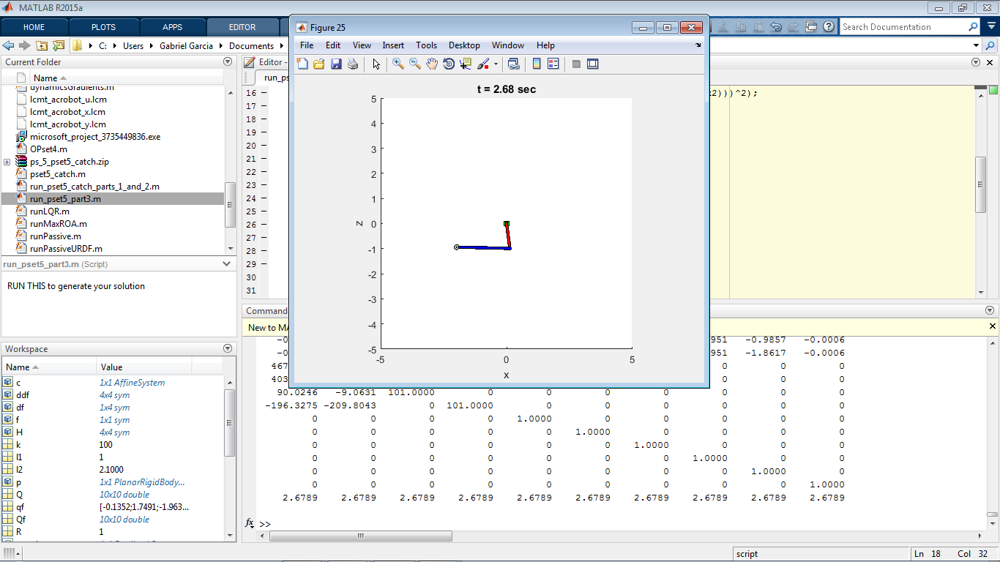 MATLAB R2015a
HOME PLOTS APPS EDITOR
Search Documentation
C: Users Gabriel Garcia Documents
Current Folder
Name
dynamicsGradients.m
lcmt_acrobot_u.lcm
lcmt_acrobot_x.lcm
lcmt_acrobot_y.lcm
microsoft_project_3735449836.exe
OPset4.m
ps_5_pset5_catch.zip
pset5_catch.m
run_pset5_catch_parts_1_and_2.m
run_pset5_part3.m
runLQR.m
runMaxROA.m
runPassive.m
runPassiveURDF.m
run_pset5_part3.m (Script)
RUN THIS to generate your solution
Workspace
Name Value
c 1x1 AffineSystem
ddf 4x4 sym
df 1x4 sym
f 1x1 sym
H 4x4 sym
k 100
l1 1
l2 2.1000
p 1x1 PlanarRigidBody...
Q 10x10 double
qf [-0.1352;1.7491;-1.963...
Qf 10x10 double
R 1
Editor -
run_ps
16 –
17 –
18 –
19 –
20 –
21 –
22 –
23 –
24 –
25 –
26 –
27 –
28 –
29 –
30
31
x2)))^2);
Figure 25
File Edit View Insert Tools Desktop Window Help
t = 2.68 sec
5
4
3
2
1
0
-1
-2
-3
-4
-5
z
-5 0 5
x
Command
New to MA
-0 951 -0.9857 -0.0006
-0 951 -1.8617 -0.0006
467 0 0
403 0 0
90.0246 -9.0631 101.0000 0 0 0 0 0 0 0
-196.3275 -209.8043 0 101.0000 0 0 0 0 0 0
0 0 0 0 1.0000 0 0 0 0 0
0 0 0 0 0 1.0000 0 0 0 0
0 0 0 0 0 0 1.0000 0 0 0
0 0 0 0 0 0 0 1.0000 0 0
0 0 0 0 0 0 0 0 1.0000 0
0 0 0 0 0 0 0 0 0 1.0000
2.6789 2.6789 2.6789 2.6789 2.6789 2.6789 2.6789 2.6789 2.6789 2.6789
fx >>
script Ln 18 Col 32